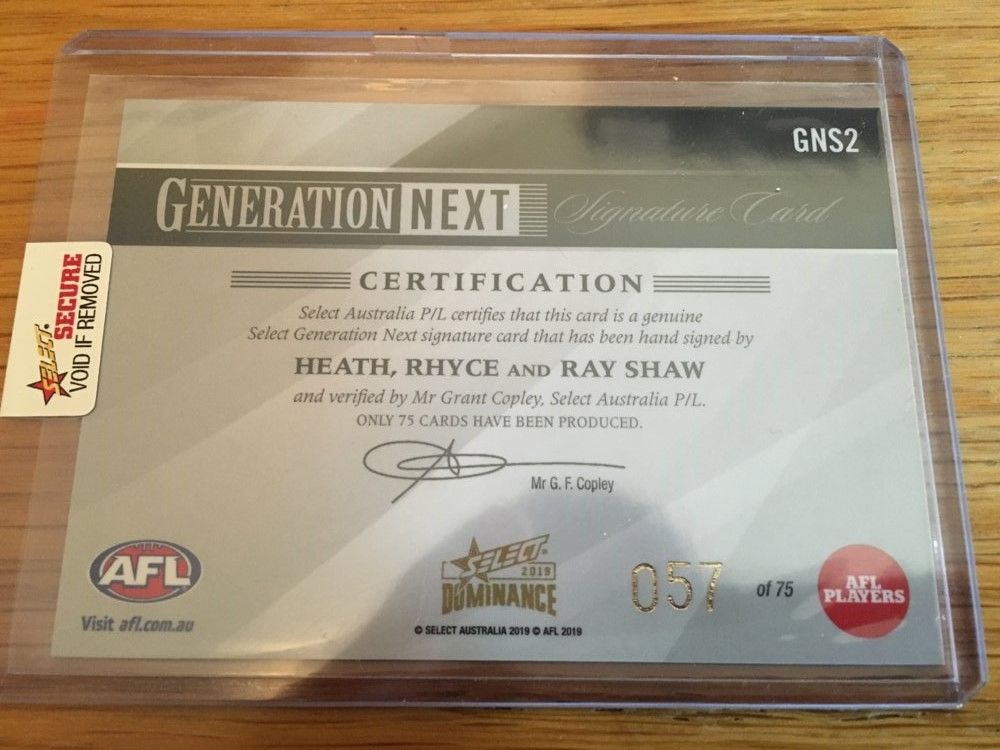 GNS2
GENERATION NEXT Signature Card
CERTIFICATION
Select Australia P/L certifies that this card is a genuine
Select Generation Next signature card that has been hand signed by
HEATH, RHYCE AND RAY SHAW
and verified by Mr Grant Copley, Select Australia P/L.
ONLY 75 CARDS HAVE BEEN PRODUCED.
Mr G. F. Copley
SELECT
SECURE
VOID IF REMOVED
AFL
Visit afl.com.au
SELECT
2019
DOMINANCE
© SELECT AUSTRALIA 2019 © AFL 2019
057 of 75
AFL
PLAYERS